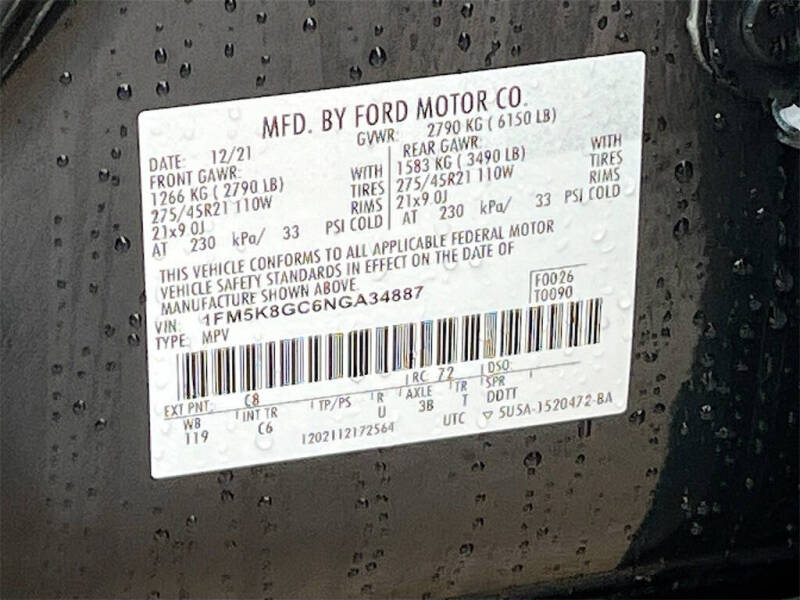 MFD. BY FORD MOTOR CO.
DATE: 12/21 GVWR: 2790 KG ( 6150 LB)
FRONT GAWR: REAR GAWR:
1266 KG ( 2790 LB) WITH 1583 KG ( 3490 LB) WITH
275/45R21 110W TIRES 275/45R21 110W TIRES
21x9.0J RIMS 21x9.0J RIMS
AT 230 kPa/ 33 PSI COLD AT 230 kPa/ 33 PSI COLD
THIS VEHICLE CONFORMS TO ALL APPLICABLE FEDERAL MOTOR
VEHICLE SAFETY STANDARDS IN EFFECT ON THE DATE OF
MANUFACTURE SHOWN ABOVE.
VIN: 1FM5K8GC6NGA34887 F0026
TYPE: MPV T0090
EXT PNT: C8 RC: 72 DSO:
WB INT TR TP/PS R AXLE TR SPR
119 C6 U 3B T DDTT
1202112172564 UTC ▽ 5U5A-1520472-BA